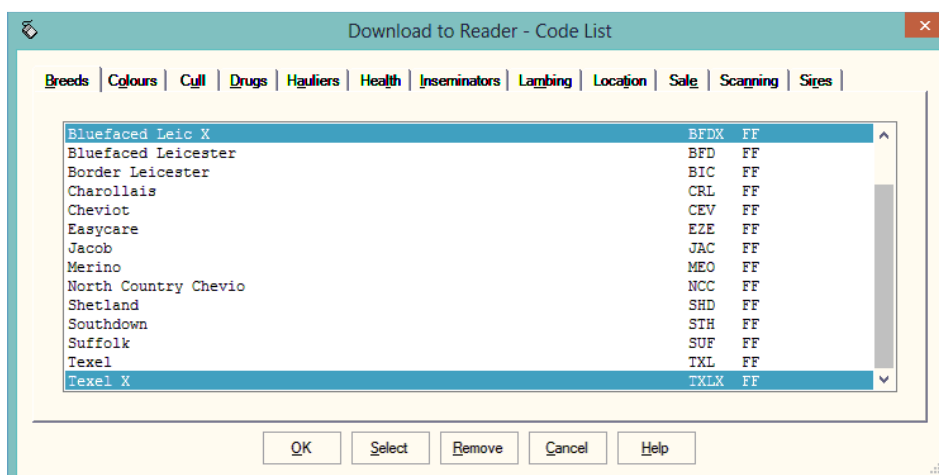 Download to Reader - Code List
Breeds Colours Cull Drugs Hauliers Health Inseminators Lambing Location Sale Scanning Sires
Bluefaced Leic X BFDX FF
Bluefaced Leicester BFD FF
Border Leicester BIC FF
Charollais CRL FF
Cheviot CEV FF
Easycare EZE FF
Jacob JAC FF
Merino MEO FF
North Country Chevio NCC FF
Shetland SHD FF
Southdown STH FF
Suffolk SUF FF
Texel TXL FF
Texel X TXLX FF
OK Select Remove Cancel Help